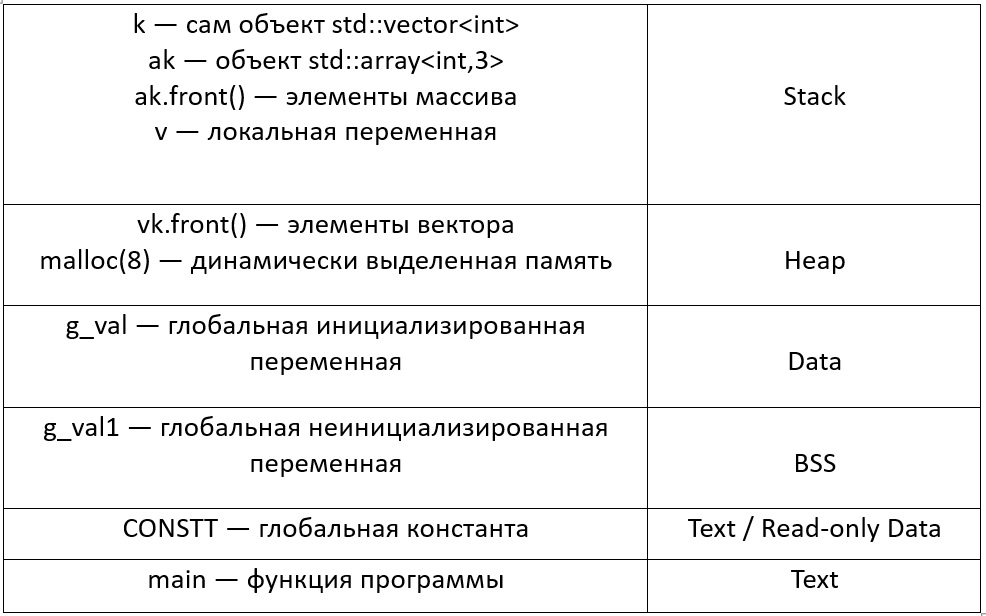 k — сам объект std::vector<int>
ak — объект std::array<int,3>
ak.front() — элементы массива
v — локальная переменная
Stack
vk.front() — элементы вектора
malloc(8) — динамически выделенная память
Heap
g_val — глобальная инициализированная
переменная
Data
g_val1 — глобальная неинициализированная
переменная
BSS
CONSTT — глобальная константа
Text / Read-only Data
main — функция программы
Text